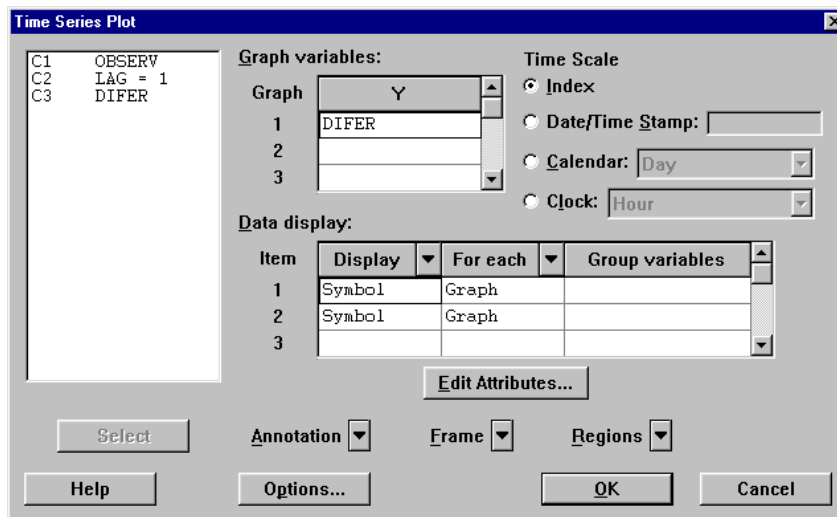 Time Series Plot
C1 OBSERV
C2 LAG = 1
C3 DIFER
Graph variables:
Graph Y
1 DIFER
2
3
Time Scale
Index
Date/Time Stamp:
Calendar: Day
Clock: Hour
Data display:
Item Display For each Group variables
1 Symbol Graph
2 Symbol Graph
3
Edit Attributes...
Select Annotation Frame Regions
Help Options... OK Cancel